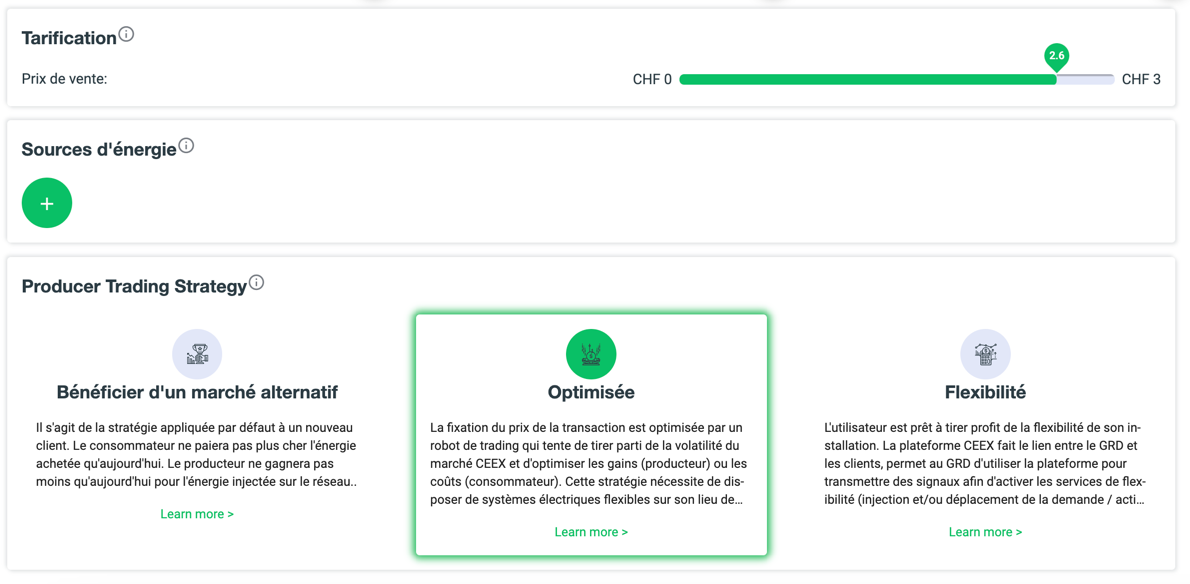 Tarification
2.6
Prix de vente:
CHF 0
CHF 3
Sources d'énergie
+
Producer Trading Strategy
Bénéficier d'un marché alternatif
Il s'agit de la stratégie appliquée par défaut à un nouveau
client. Le consommateur ne paiera pas plus cher l'énergie
achetée qu'aujourd'hui. Le producteur ne gagnera pas
moins qu'aujourd'hui pour l'énergie injectée sur le réseau..
Learn more >
Optimisée
La fixation du prix de la transaction est optimisée par un
robot de trading qui tente de tirer parti de la volatilité du
marché CEEX et d'optimiser les gains (producteur) ou les
coûts (consommateur). Cette stratégie nécessite de dis-
poser de systèmes électriques flexibles sur son lieu de...
Learn more >
Flexibilité
L'utilisateur est prêt à tirer profit de la flexibilité de son in-
stallation. La plateforme CEEX fait le lien entre le GRD et
les clients, permet au GRD d'utiliser la plateforme pour
transmettre des signaux afin d'activer les services de flex-
ibilité (injection et/ou déplacement de la demande / acti...
Learn more >